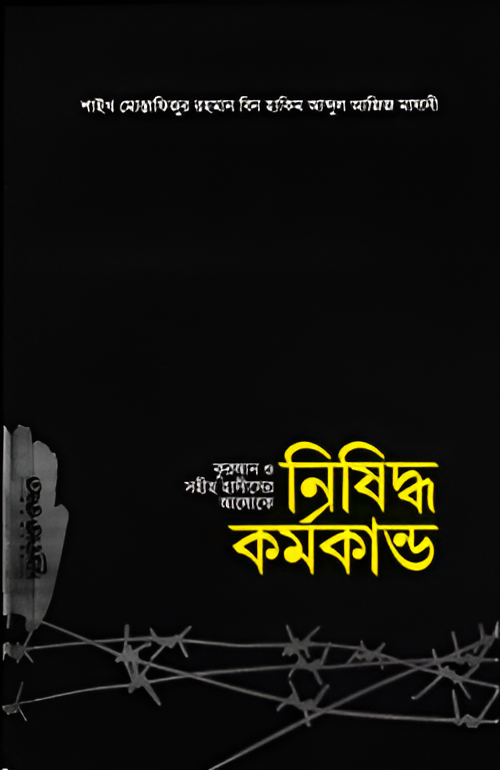 শাইখ মোস্তাফিজুর রহমান বিন হাকিম আব্দুল আযিয মাদানী
কুরআন ও
সহীহ হাদীসের
আলোকে
নিষিদ্ধ
কর্মকান্ড